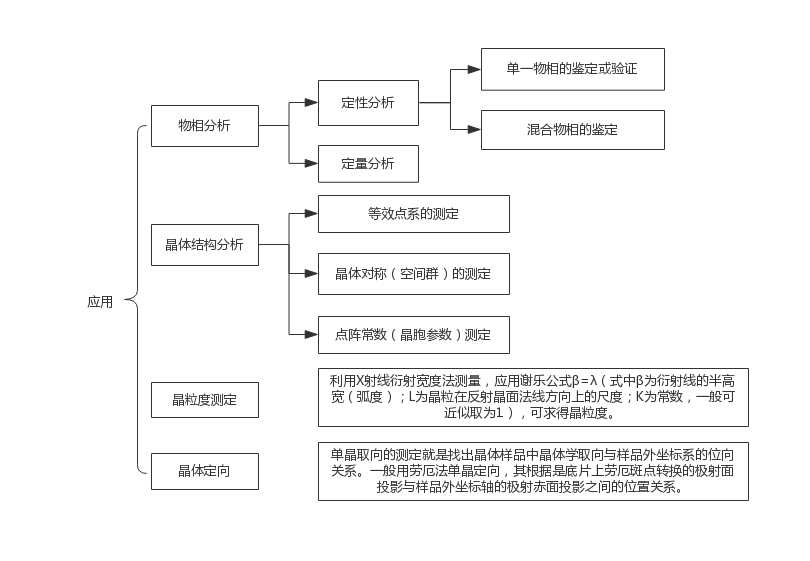 应用
物相分析
定性分析
单一物相的鉴定或验证
混合物相的鉴定
定量分析
晶体结构分析
等效点系的测定
晶体对称（空间群）的测定
点阵常数（晶胞参数）测定
晶粒度测定
利用X射线衍射宽度法测量，应用谢乐公式β=λ（式中β为衍射线的半高
宽（弧度）；L为晶粒在反射晶面法线方向上的尺度；K为常数，一般可
近似取为1），可求得晶粒度。
晶体定向
单晶取向的测定就是找出晶体样品中晶体学取向与样品外坐标系的位向
关系。一般用劳厄法单晶定向，其根据是底片上劳厄斑点转换的极射面
投影与样品外坐标轴的极射赤面投影之间的位置关系。